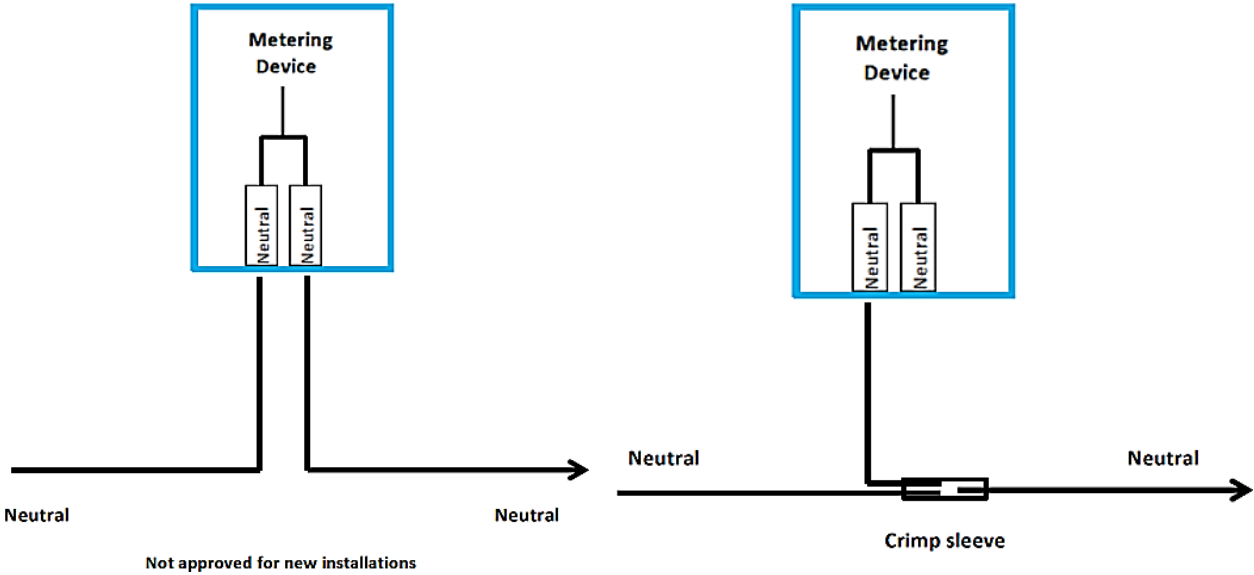 Metering
Device
Neutral
Neutral
Neutral
Neutral
Not approved for new installations
Metering
Device
Neutral
Neutral
Neutral
Neutral
Crimp sleeve